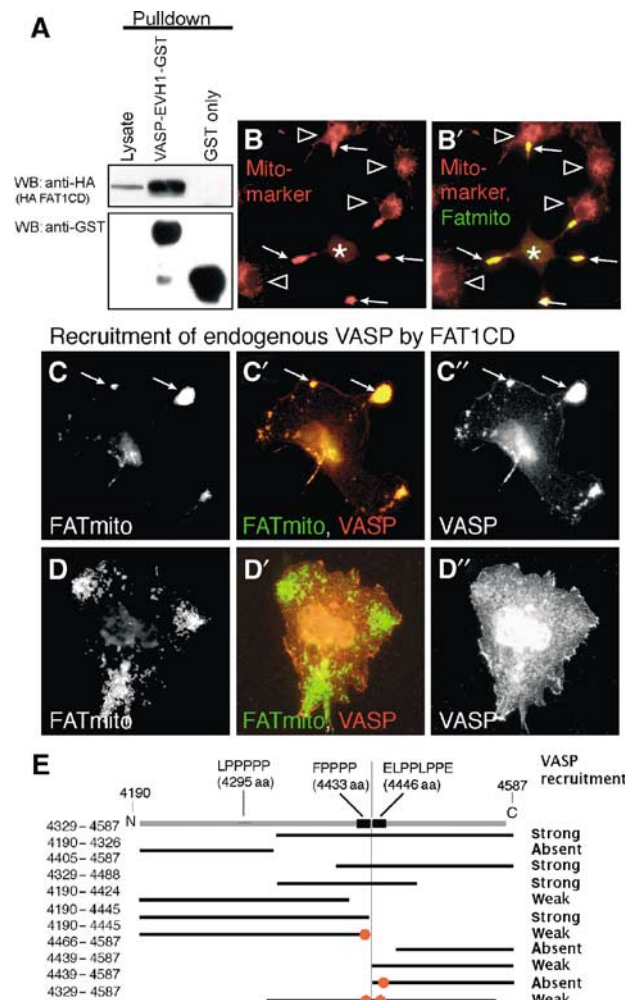 A
Pulldown
Lysate
VASP-EVH1-GST
GST only
WB: anti-HA
(HA FAT1CD)
WB: anti-GST
B
Mito-
marker
*
B′
Mito-
marker,
Fatmito
*
Recruitment of endogenous VASP by FAT1CD
C
FATmito
C′
FATmito, VASP
C″
VASP
D
FATmito
D′
FATmito, VASP
D″
VASP
E
LPPPPP
(4295 aa)
FPPPP
(4433 aa)
ELPPLPPE
(4446 aa)
VASP
recruitment
4190
4587
N
C
4329–4587 Strong
4190–4326 Absent
4405–4587 Strong
4329–4488 Strong
4190–4424 Weak
4190–4445 Strong
4190–4445 Weak
4466–4587 Absent
4439–4587 Weak
4439–4587 Absent
4329–4587 Weak